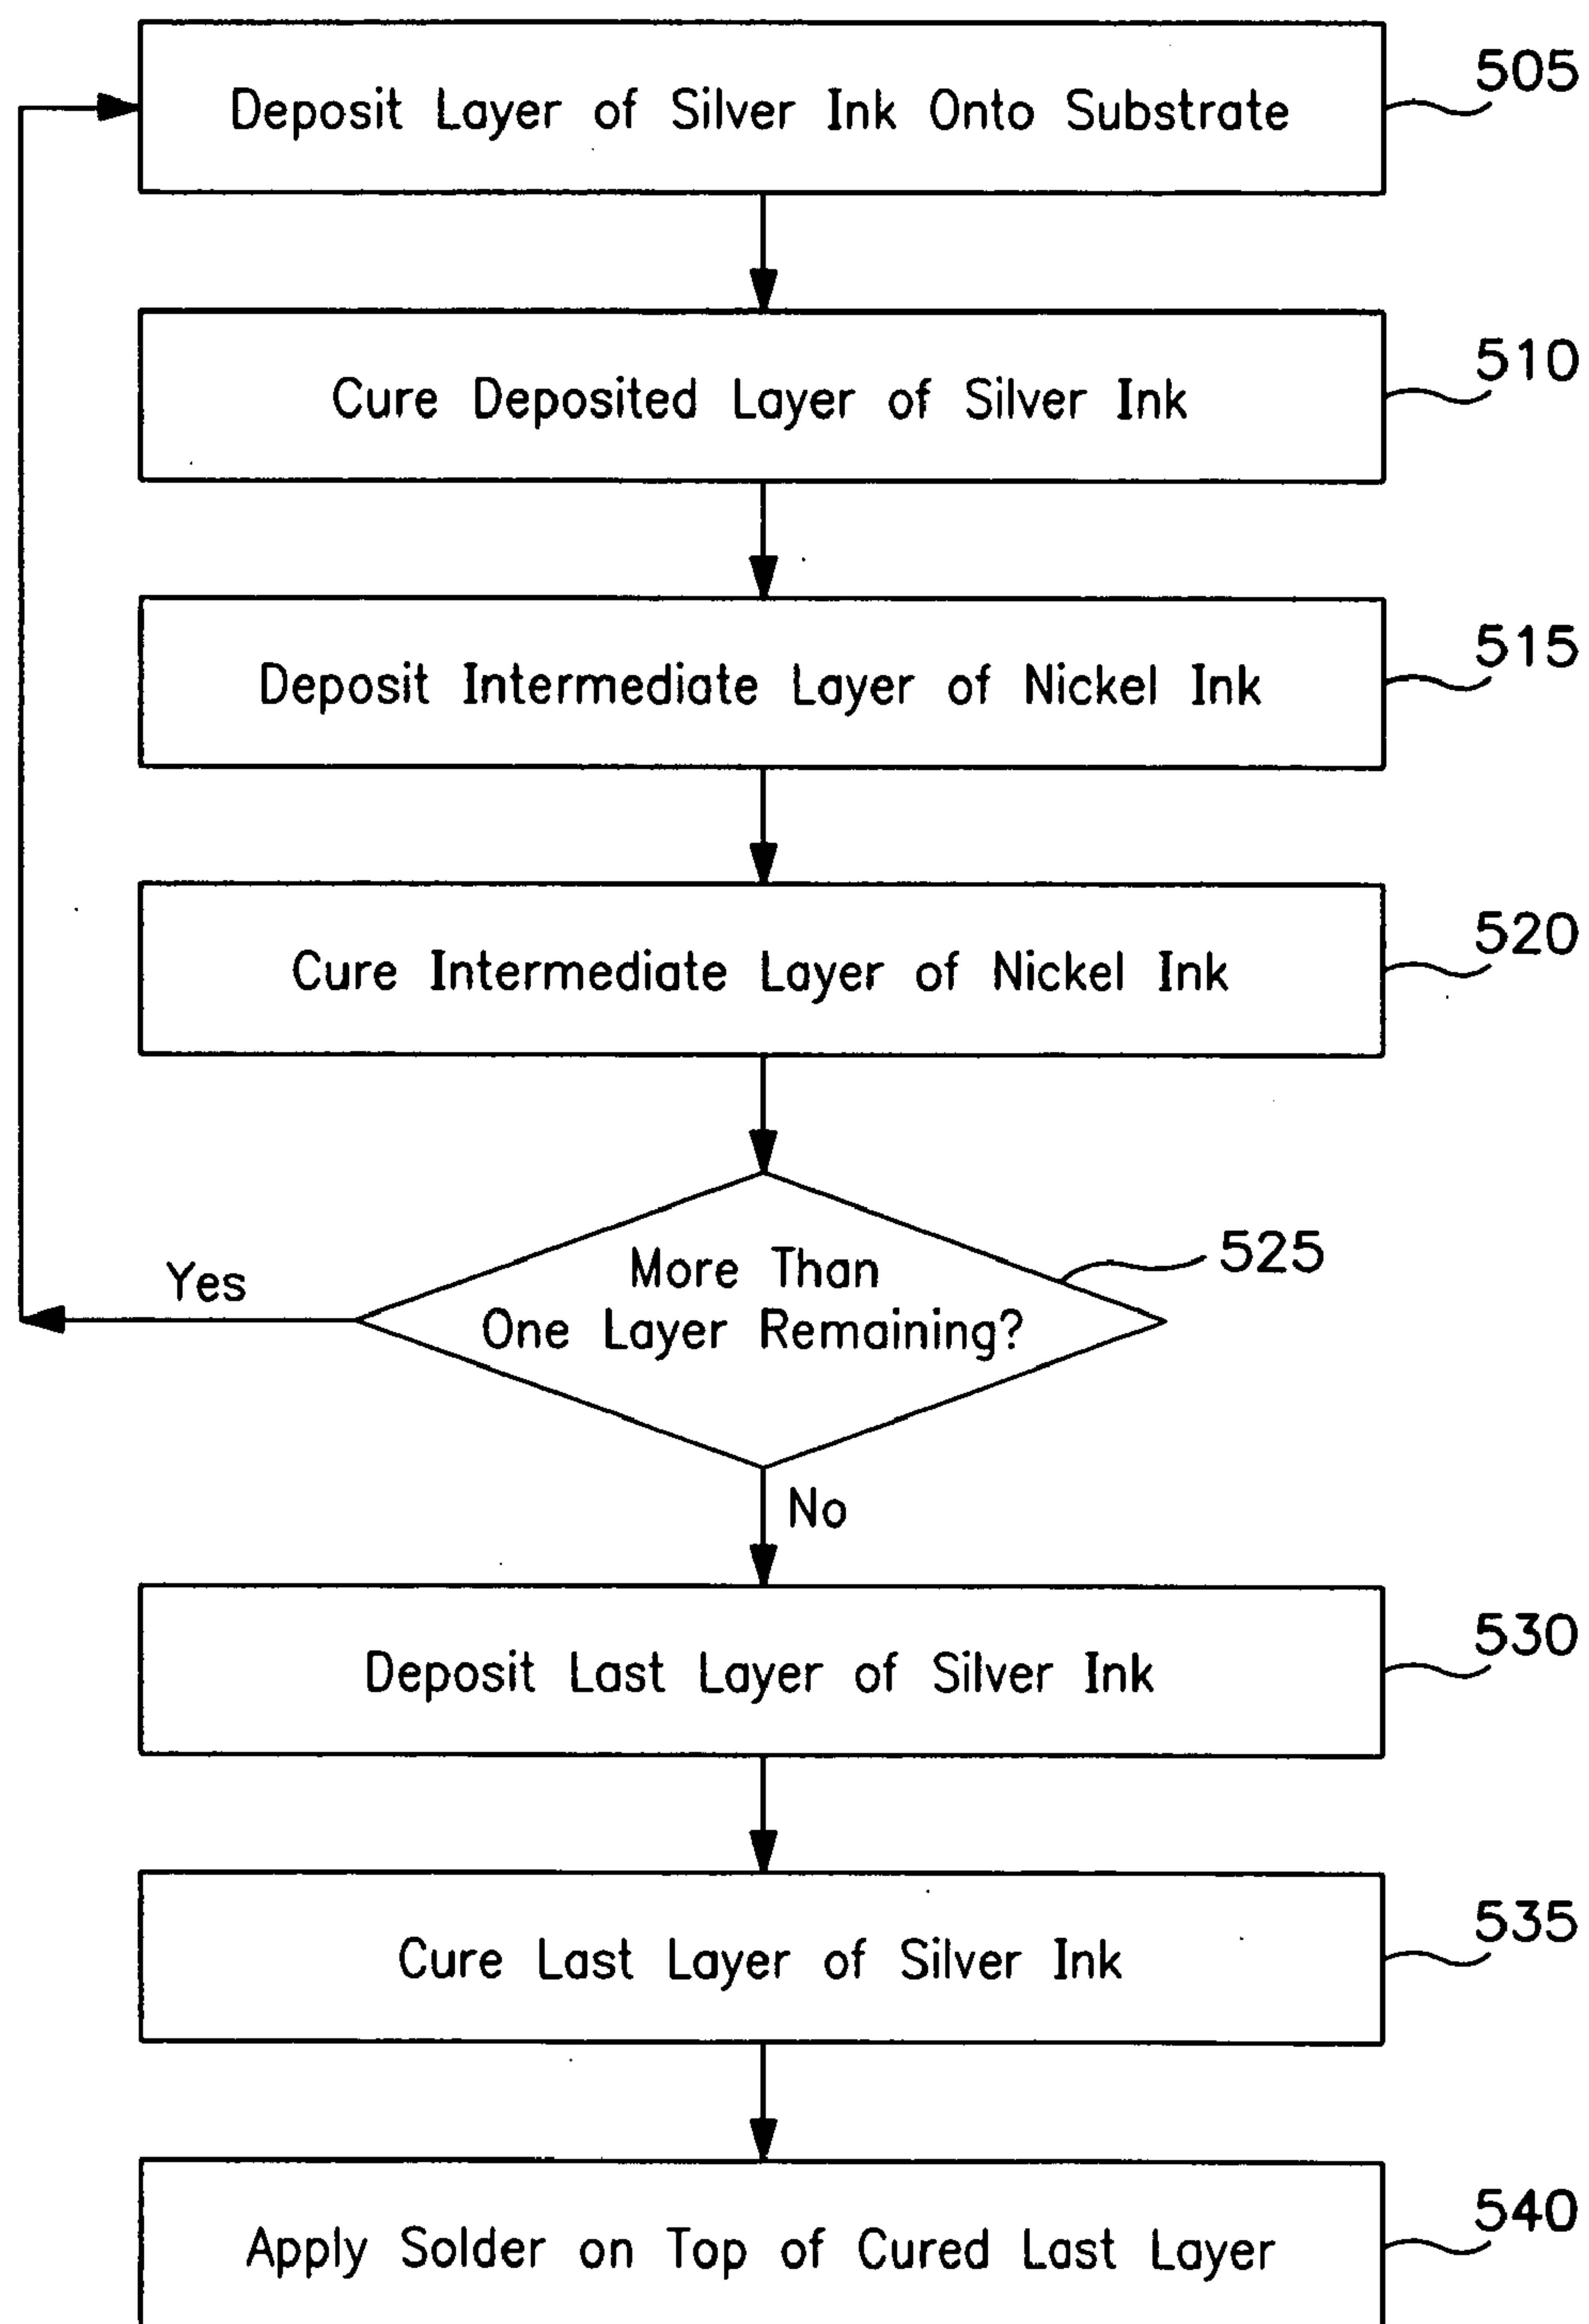 Deposit Layer of Silver Ink Onto Substrate
505
Cure Deposited Layer of Silver Ink
510
Deposit Intermediate Layer of Nickel Ink
515
Cure Intermediate Layer of Nickel Ink
520
More Than
One Layer Remaining?
525
Yes
No
Deposit Last Layer of Silver Ink
530
Cure Last Layer of Silver Ink
535
Apply Solder on Top of Cured Last Layer
540